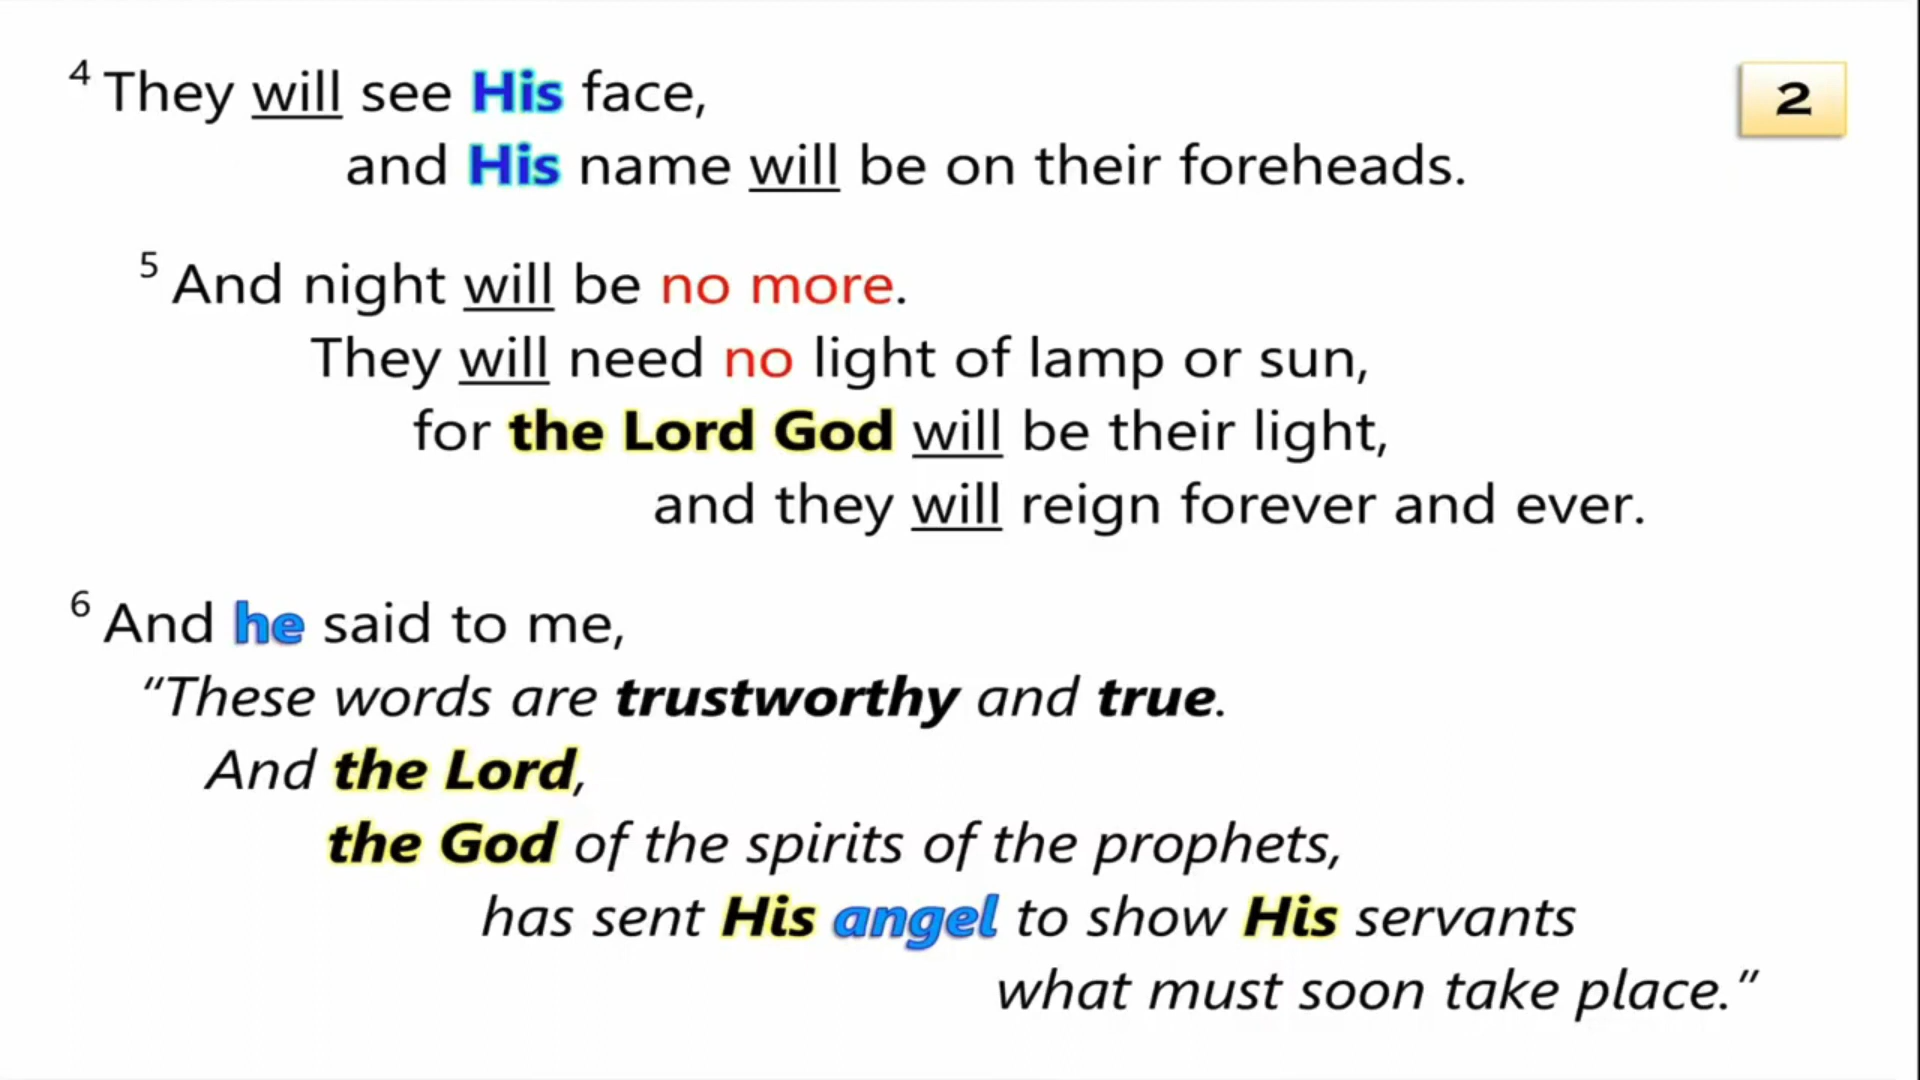 4 They will see His face,
2
and His name will be on their foreheads.
5 And night will be no more.
They will need no light of lamp or sun,
for the Lord God will be their light,
and they will reign forever and ever.
6 And he said to me,
“These words are trustworthy and true.
And the Lord,
the God of the spirits of the prophets,
has sent His angel to show His servants
what must soon take place.”